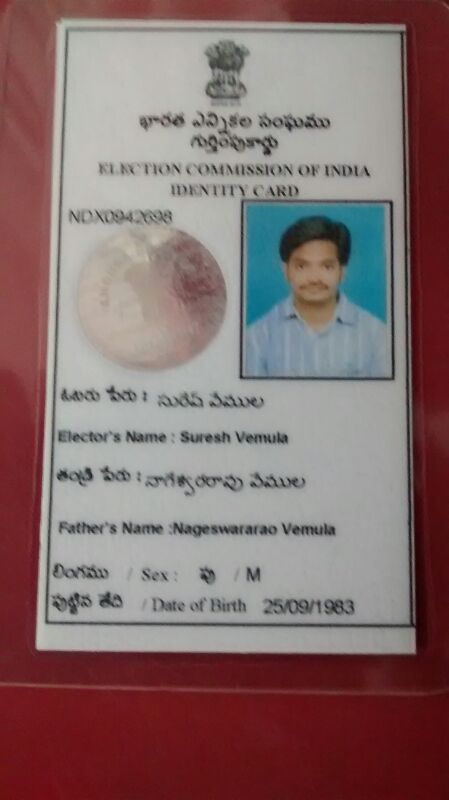 భారత ఎన్నికల సంఘము
గుర్తింపుకార్డు
ELECTION COMMISSION OF INDIA
IDENTITY CARD
NDX0942698
ఓటరు పేరు : సురేష్ వేముల
Elector's Name : Suresh Vemula
తండ్రి పేరు : నాగేశ్వరరావు వేముల
Father's Name :Nageswararao Vemula
లింగము / Sex : పు / M
పుట్టిన తేది / Date of Birth 25/09/1983